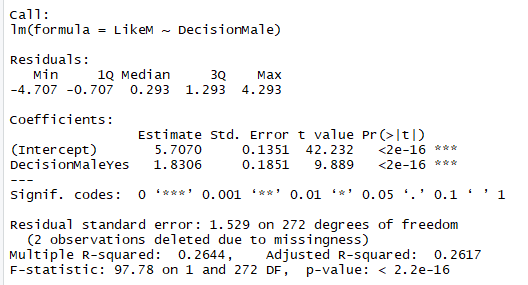 Call:
lm(formula = LikeM ~ DecisionMale)
Residuals:
Min 1Q Median 3Q Max
-4.707 -0.707 0.293 1.293 4.293
Coefficients:
Estimate Std. Error t value Pr(>|t|)
(Intercept) 5.7070 0.1351 42.232 <2e-16 ***
DecisionMaleYes 1.8306 0.1851 9.889 <2e-16 ***
---
Signif. codes: 0 ‘***’ 0.001 ‘**’ 0.01 ‘*’ 0.05 ‘.’ 0.1 ‘ ’ 1
Residual standard error: 1.529 on 272 degrees of freedom
(2 observations deleted due to missingness)
Multiple R-squared: 0.2644, Adjusted R-squared: 0.2617
F-statistic: 97.78 on 1 and 272 DF, p-value: < 2.2e-16